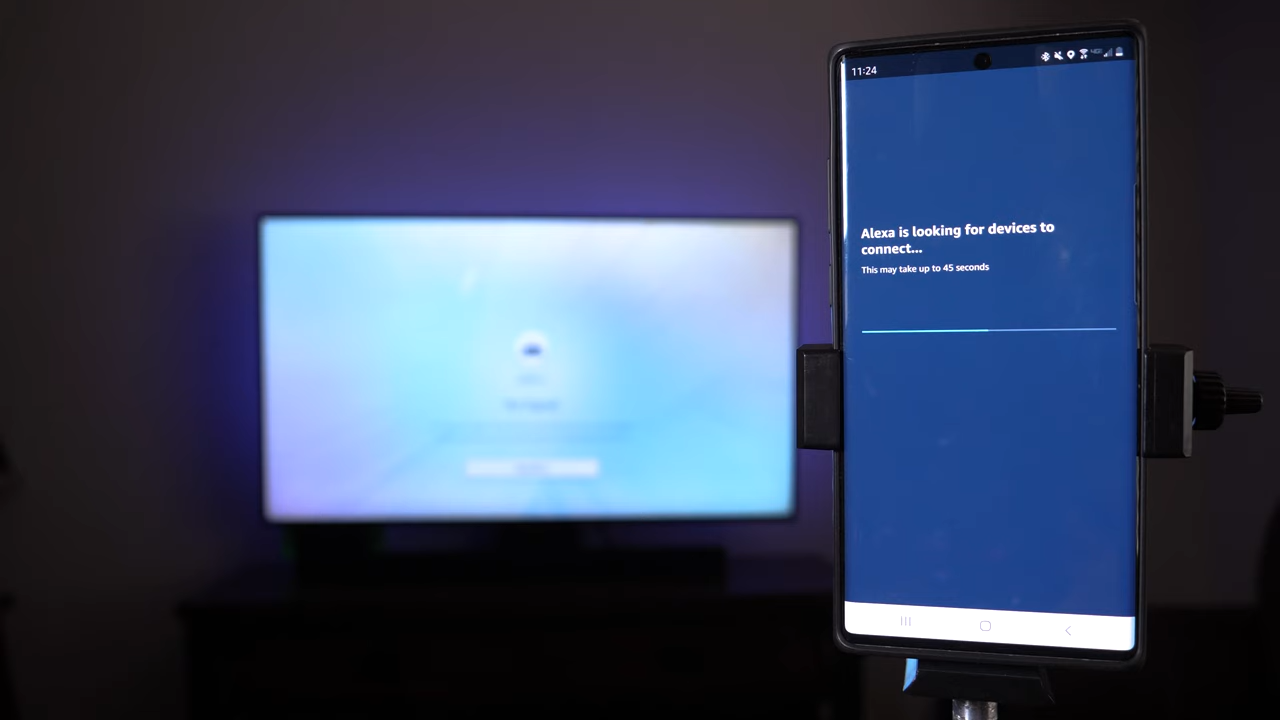 11:24
Alexa is looking for devices to
connect...
This may take up to 45 seconds